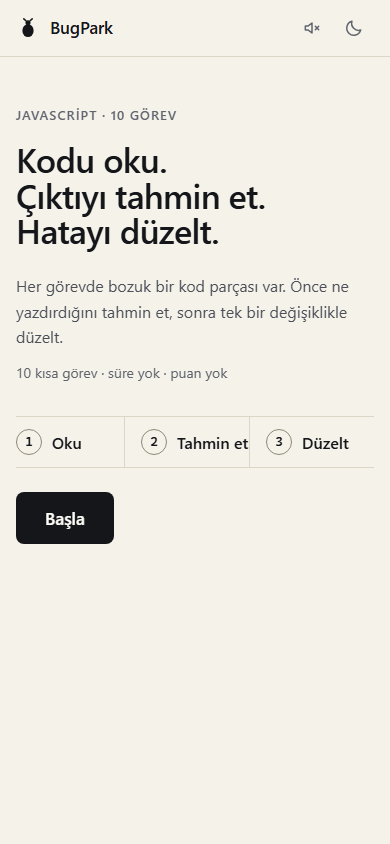 BugPark
JAVASCRİPT · 10 GÖREV
Kodu oku.
Çıktıyı tahmin et.
Hatayı düzelt.
Her görevde bozuk bir kod parçası var. Önce ne
yazdırdığını tahmin et, sonra tek bir değişiklikle
düzelt.
10 kısa görev · süre yok · puan yok
1 Oku 2 Tahmin et 3 Düzelt
Başla